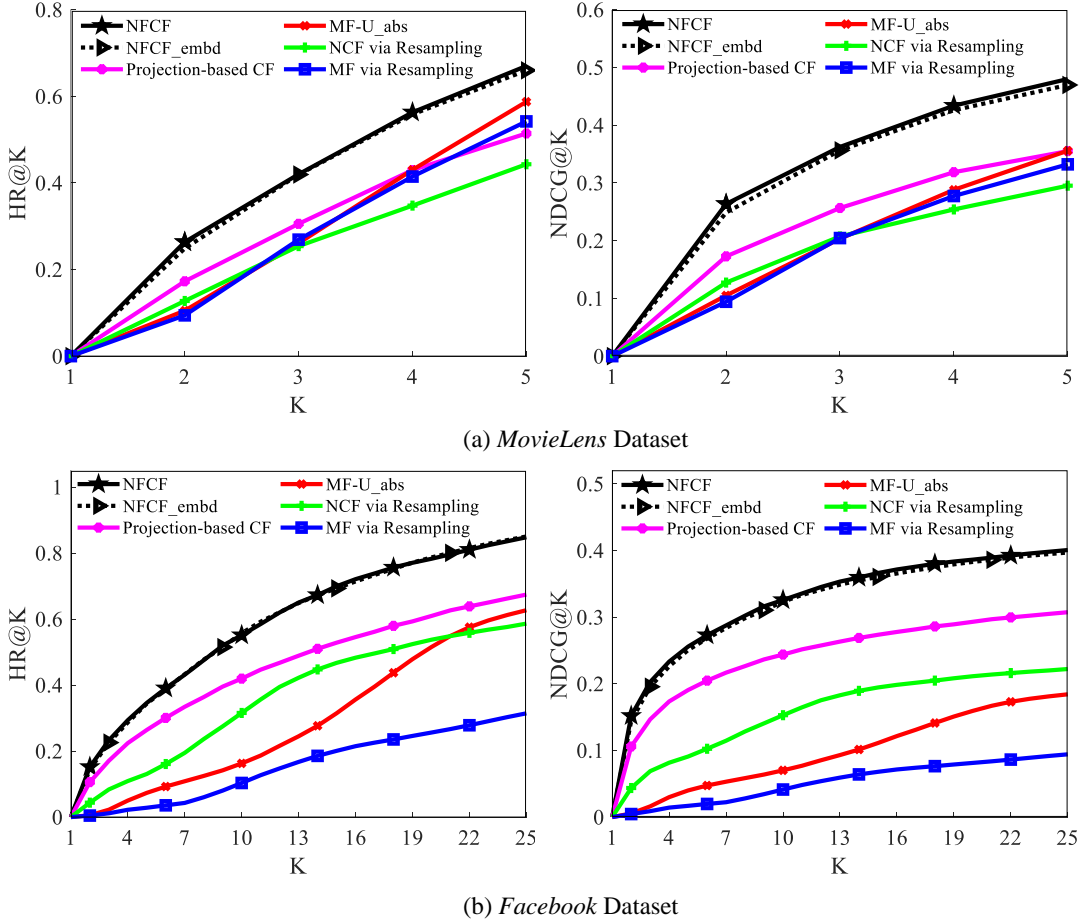 NFCF
NFCF_embd
Projection-based CF
MF-U_abs
NCF via Resampling
MF via Resampling
HR@K
0.8
0.6
0.4
0.2
0
1 2 3 4 5
K
NFCF
NFCF_embd
Projection-based CF
MF-U_abs
NCF via Resampling
MF via Resampling
NDCG@K
0.6
0.5
0.4
0.3
0.2
0.1
0
1 2 3 4 5
K
(a) MovieLens Dataset
NFCF
NFCF_embd
Projection-based CF
MF-U_abs
NCF via Resampling
MF via Resampling
HR@K
1
0.8
0.6
0.4
0.2
0
1 4 7 10 13 16 19 22 25
K
NFCF
NFCF_embd
Projection-based CF
MF-U_abs
NCF via Resampling
MF via Resampling
NDCG@K
0.5
0.4
0.3
0.2
0.1
0
1 4 7 10 13 16 19 22 25
K
(b) Facebook Dataset